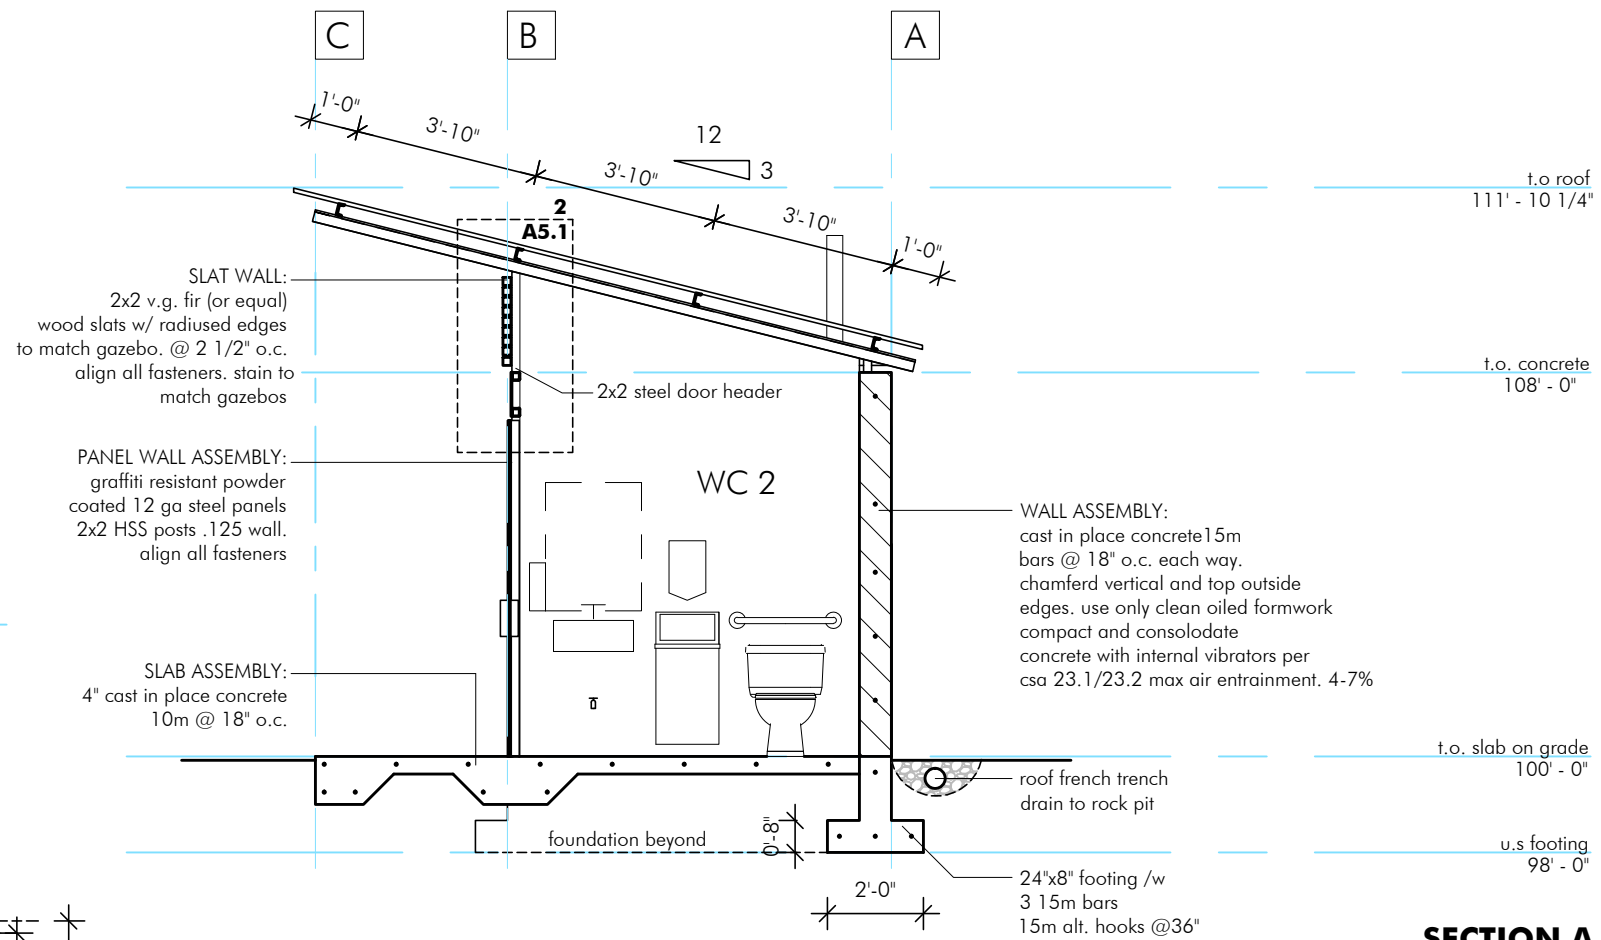 C
B
A
1'-0"
3'-10"
12
3
3'-10"
3'-10"
1'-0"
t.o roof
111' - 10 1/4"
2
A5.1
SLAT WALL:
2x2 v.g. fir (or equal)
wood slats w/ radiused edges
to match gazebo. @ 2 1/2" o.c.
align all fasteners. stain to
match gazebos
2x2 steel door header
t.o. concrete
108' - 0"
PANEL WALL ASSEMBLY:
graffiti resistant powder
coated 12 ga steel panels
2x2 HSS posts .125 wall.
align all fasteners
WC 2
WALL ASSEMBLY:
cast in place concrete15m
bars @ 18" o.c. each way.
chamferd vertical and top outside
edges. use only clean oiled formwork
compact and consolodate
concrete with internal vibrators per
csa 23.1/23.2 max air entrainment. 4-7%
SLAB ASSEMBLY:
4" cast in place concrete
10m @ 18" o.c.
t.o. slab on grade
100' - 0"
roof french trench
drain to rock pit
foundation beyond
0'-8"
u.s footing
98' - 0"
2'-0"
24"x8" footing /w
3 15m bars
15m alt. hooks @36"
SECTION A